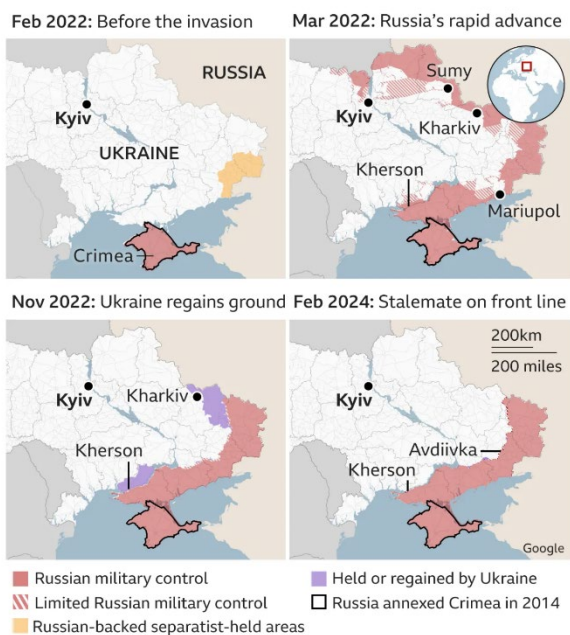 Feb 2022: Before the invasion
RUSSIA
Kyiv
UKRAINE
Crimea
Mar 2022: Russia's rapid advance
Sumy
Kyiv
Kharkiv
Kherson
Mariupol
Nov 2022: Ukraine regains ground
Kyiv
Kharkiv
Kherson
Feb 2024: Stalemate on front line
200km
200 miles
Kyiv
Avdiivka
Kherson
Google
Russian military control
Limited Russian military control
Russian-backed separatist-held areas
Held or regained by Ukraine
Russia annexed Crimea in 2014